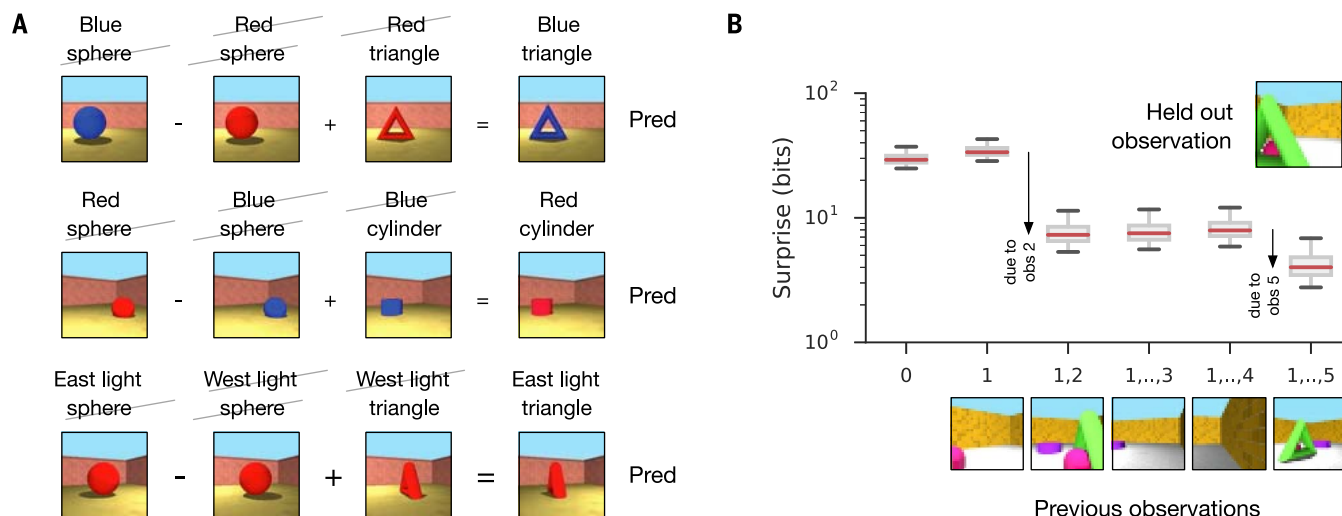 A
Blue sphere
Red sphere
Red triangle
Blue triangle
-
+
=
Pred
Red sphere
Blue sphere
Blue cylinder
Red cylinder
-
+
=
Pred
East light sphere
West light sphere
West light triangle
East light triangle
-
+
=
Pred
B
Surprise (bits)
10²
10¹
10⁰
Held out
observation
due to
obs 2
due to
obs 5
0
1
1,2
1,..,3
1,..,4
1,..,5
Previous observations